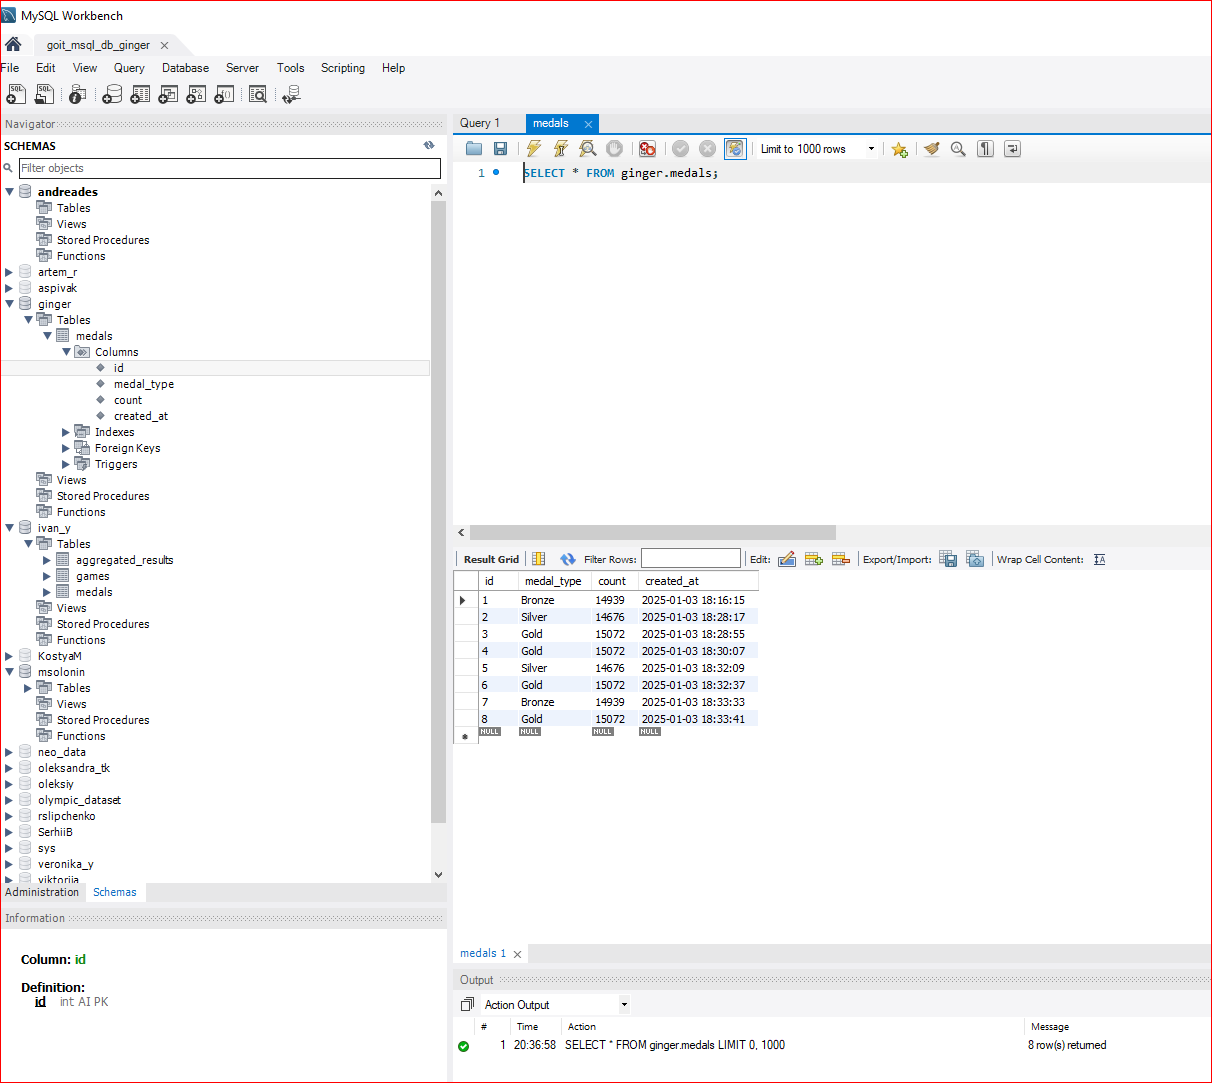 MySQL Workbench
goit_msql_db_ginger
File Edit View Query Database Server Tools Scripting Help
Navigator
SCHEMAS
Filter objects
andreades
Tables
Views
Stored Procedures
Functions
artem_r
aspivak
ginger
Tables
medals
Columns
id
medal_type
count
created_at
Indexes
Foreign Keys
Triggers
Views
Stored Procedures
Functions
ivan_y
Tables
aggregated_results
games
medals
Views
Stored Procedures
Functions
KostyaM
msolonin
Tables
Views
Stored Procedures
Functions
neo_data
oleksandra_tk
oleksiy
olympic_dataset
rslipchenko
SerhiiB
sys
veronika_y
viktoriia
Administration Schemas
Information
Column: id
Definition:
id int AI PK
Query 1 medals
Limit to 1000 rows
1 SELECT * FROM ginger.medals;
Result Grid Filter Rows: Edit: Export/Import: Wrap Cell Content:
id medal_type count created_at
1 Bronze 14939 2025-01-03 18:16:15
2 Silver 14676 2025-01-03 18:28:17
3 Gold 15072 2025-01-03 18:28:55
4 Gold 15072 2025-01-03 18:30:07
5 Silver 14676 2025-01-03 18:32:09
6 Gold 15072 2025-01-03 18:32:37
7 Bronze 14939 2025-01-03 18:33:33
8 Gold 15072 2025-01-03 18:33:41
NULL NULL NULL NULL
medals 1
Output
Action Output
# Time Action Message
1 20:36:58 SELECT * FROM ginger.medals LIMIT 0, 1000 8 row(s) returned